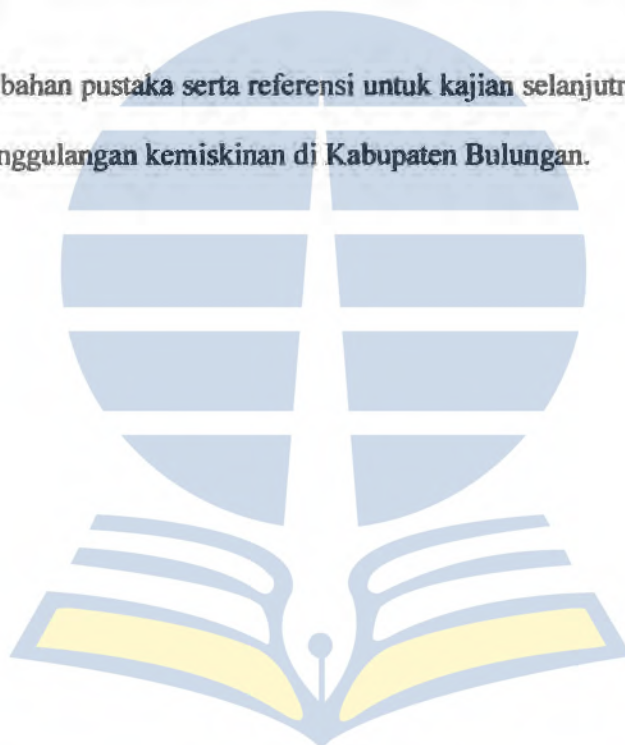 bahan pustaka serta referensi untuk kajian selanjutn
nggulangan kemiskinan di Kabupaten Bulungan.